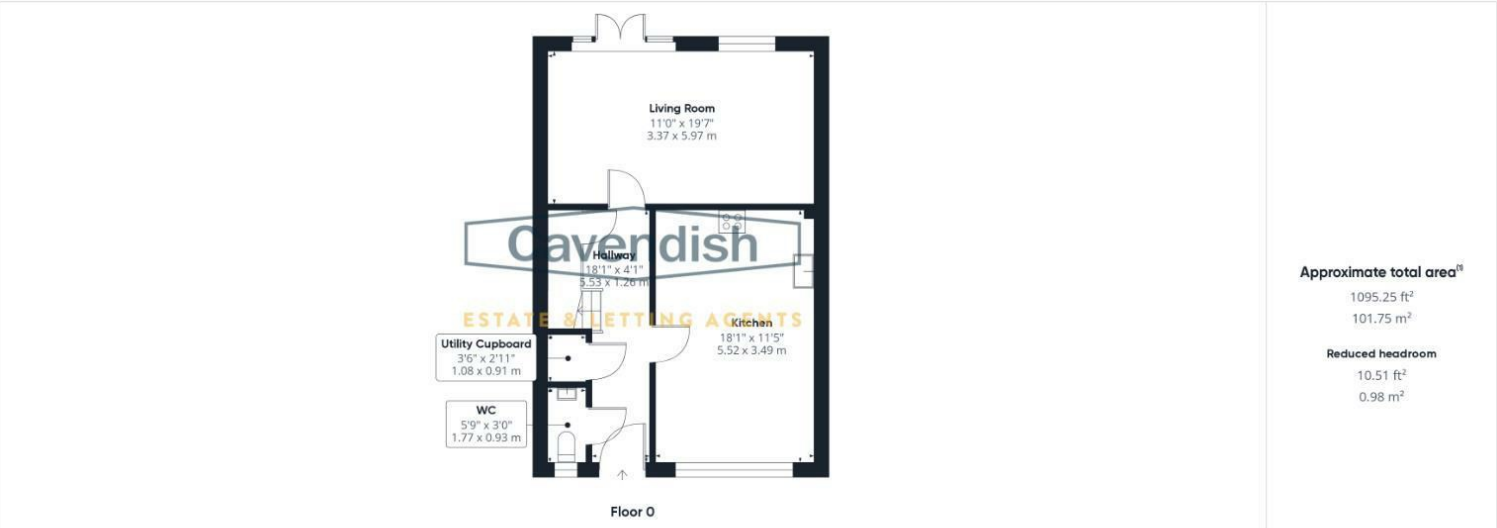 Living Room
11'0" x 19'7"
3.37 x 5.97 m
Cavendish
Hallway
18'1" x 4'1"
5.53 x 1.26 m
ESTATE & LETTING AGENTS
Kitchen
18'1" x 11'5"
5.52 x 3.49 m
Utility Cupboard
3'6" x 2'11"
1.08 x 0.91 m
WC
5'9" x 3'0"
1.77 x 0.93 m
Floor 0
Approximate total area(1)
1095.25 ft²
101.75 m²
Reduced headroom
10.51 ft²
0.98 m²